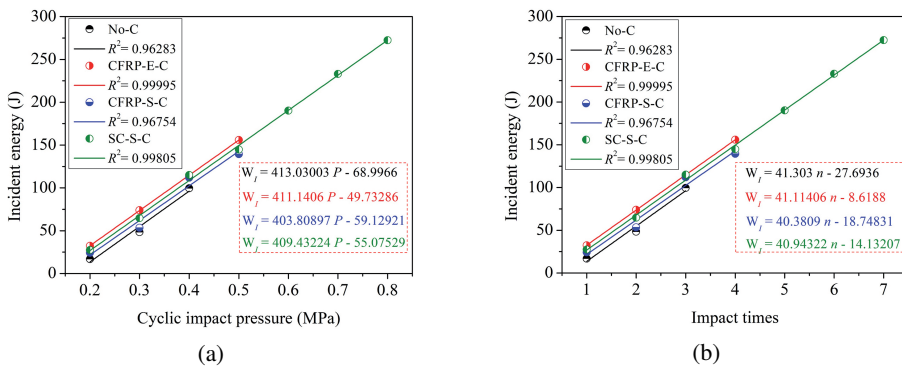 300
250
200
150
100
50
0
Incident energy (J)
No-C
R²= 0.96283
CFRP-E-C
R²= 0.99995
CFRP-S-C
R²= 0.96754
SC-S-C
R²= 0.99805
W_I = 413.03003 P - 68.9966
W_I = 411.1406 P - 49.73286
W_I = 403.80897 P - 59.12921
W_I = 409.43224 P - 55.07529
0.2 0.3 0.4 0.5 0.6 0.7 0.8
Cyclic impact pressure (MPa)
(a)
300
250
200
150
100
50
0
Incident energy (J)
No-C
R²= 0.96283
CFRP-E-C
R²= 0.99995
CFRP-S-C
R²= 0.96754
SC-S-C
R²= 0.99805
W_I = 41.303 n - 27.6936
W_I = 41.11406 n - 8.6188
W_I = 40.3809 n - 18.74831
W_I = 40.94322 n - 14.13207
1 2 3 4 5 6 7
Impact times
(b)